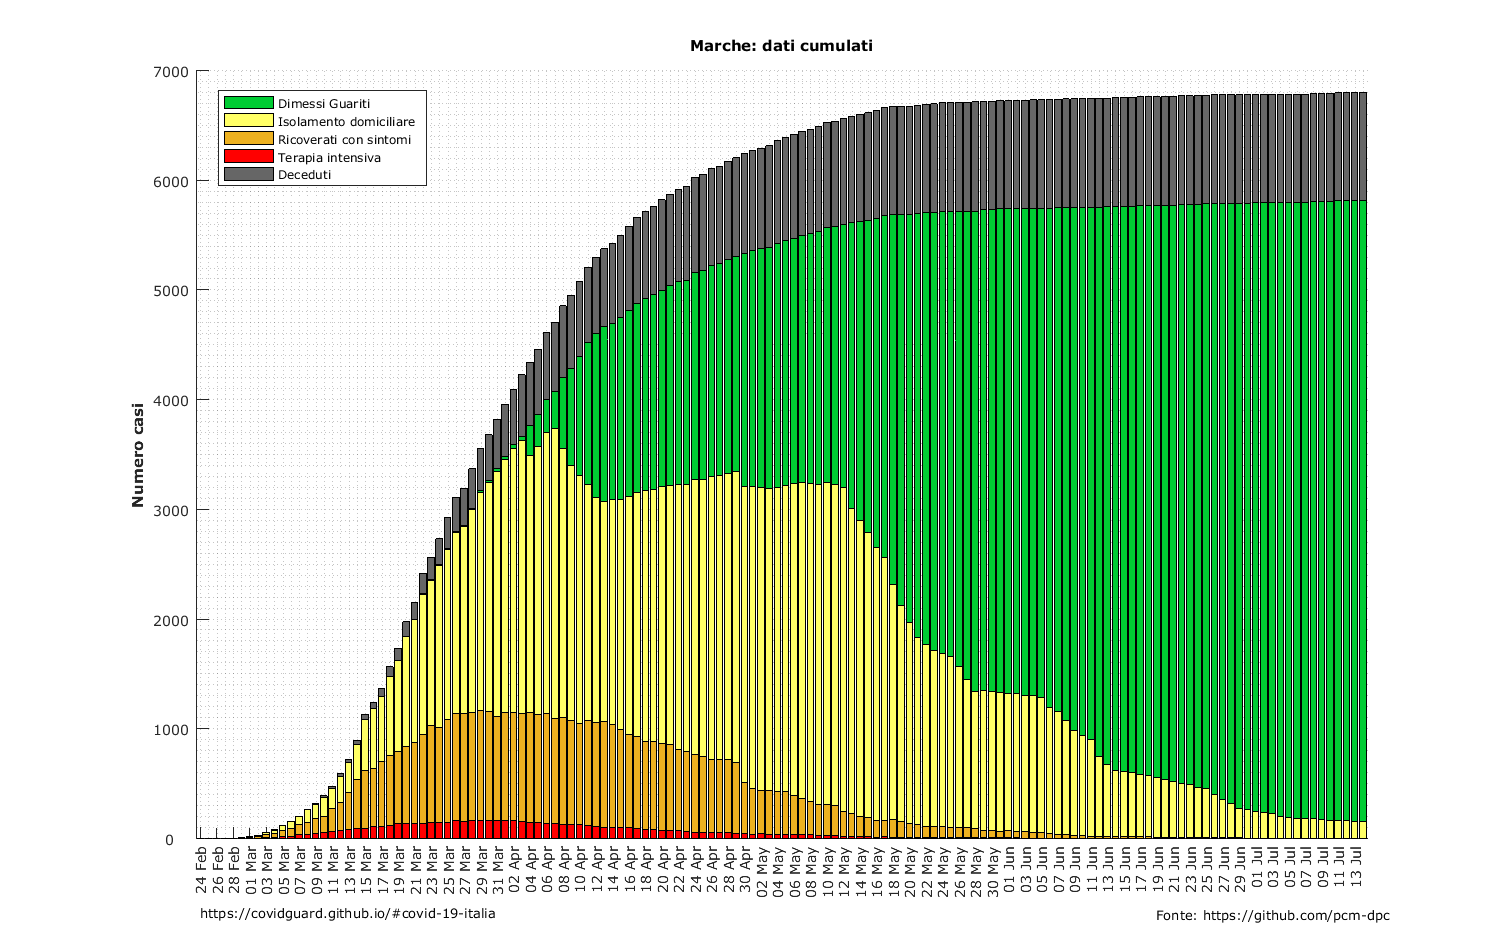 Marche: dati cumulati
7000
6000
5000
4000
3000
2000
1000
0
Numero casi
Dimessi Guariti
Isolamento domiciliare
Ricoverati con sintomi
Terapia intensiva
Deceduti
24 Feb
26 Feb
28 Feb
01 Mar
03 Mar
05 Mar
07 Mar
09 Mar
11 Mar
13 Mar
15 Mar
17 Mar
19 Mar
21 Mar
23 Mar
25 Mar
27 Mar
29 Mar
31 Mar
02 Apr
04 Apr
06 Apr
08 Apr
10 Apr
12 Apr
14 Apr
16 Apr
18 Apr
20 Apr
22 Apr
24 Apr
26 Apr
28 Apr
30 Apr
02 May
04 May
06 May
08 May
10 May
12 May
14 May
16 May
18 May
20 May
22 May
24 May
26 May
28 May
30 May
01 Jun
03 Jun
05 Jun
07 Jun
09 Jun
11 Jun
13 Jun
15 Jun
17 Jun
19 Jun
21 Jun
23 Jun
25 Jun
27 Jun
29 Jun
01 Jul
03 Jul
05 Jul
07 Jul
09 Jul
11 Jul
13 Jul
https://covidguard.github.io/#covid-19-italia
Fonte: https://github.com/pcm-dpc